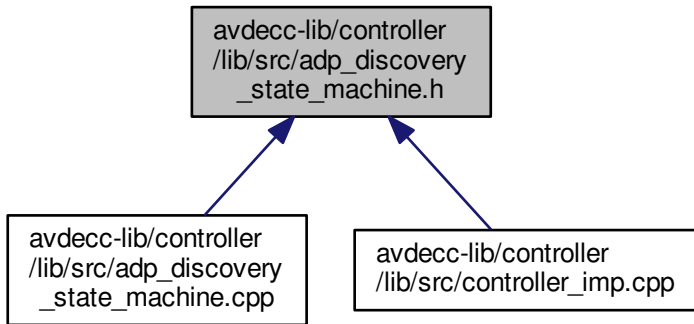 avdecc-lib/controller
/lib/src/adp_discovery
_state_machine.h
avdecc-lib/controller
/lib/src/adp_discovery
_state_machine.cpp
avdecc-lib/controller
/lib/src/controller_imp.cpp